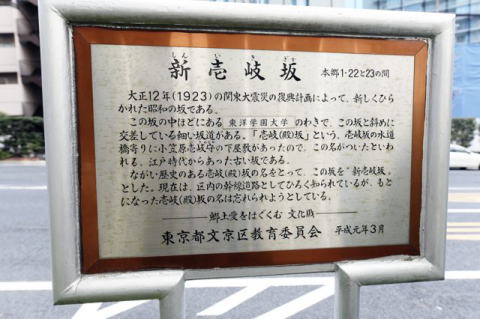 しん い き ざか
新壱岐坂 本郷1・22と23の間
大正12年(1923)の関東大震災の復興計画によって、新しくひら
かれた昭和の坂である。
この坂の中ほどにある 東洋学園大学 のわきで、この坂と斜めに
交差している細い坂道がある。「壱岐(殿)坂」という。壱岐坂の水道
橋寄りに小笠原壱岐守の下屋敷があったので、この名がついたといわ
れる。江戸時代からあった古い坂である。
ながい歴史のある壱岐(殿)坂の名をとって、この坂を“新壱岐坂„
とした。現在は、区内の幹線道路としてひろく知られているが、もと
になった壱岐(殿)坂の名は忘れられようとしている。
郷土愛をはぐくむ 文化財
東京都文京区教育委員会 平成元年3月